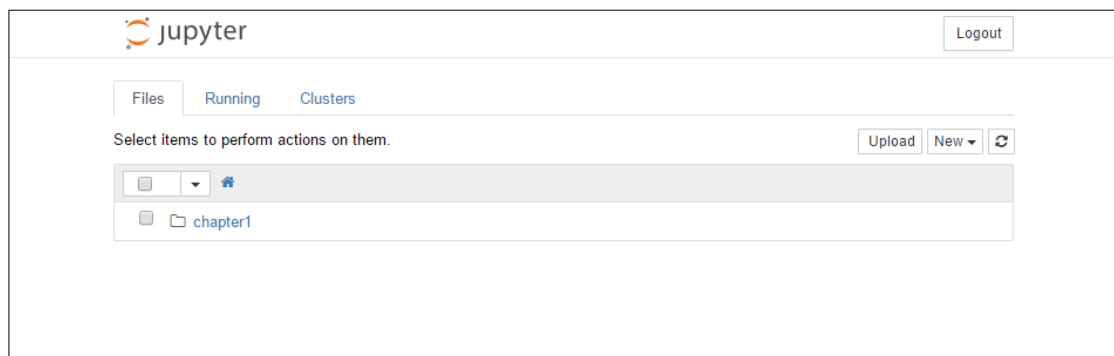 jupyter
Logout
Files Running Clusters
Select items to perform actions on them.
Upload New
chapter1